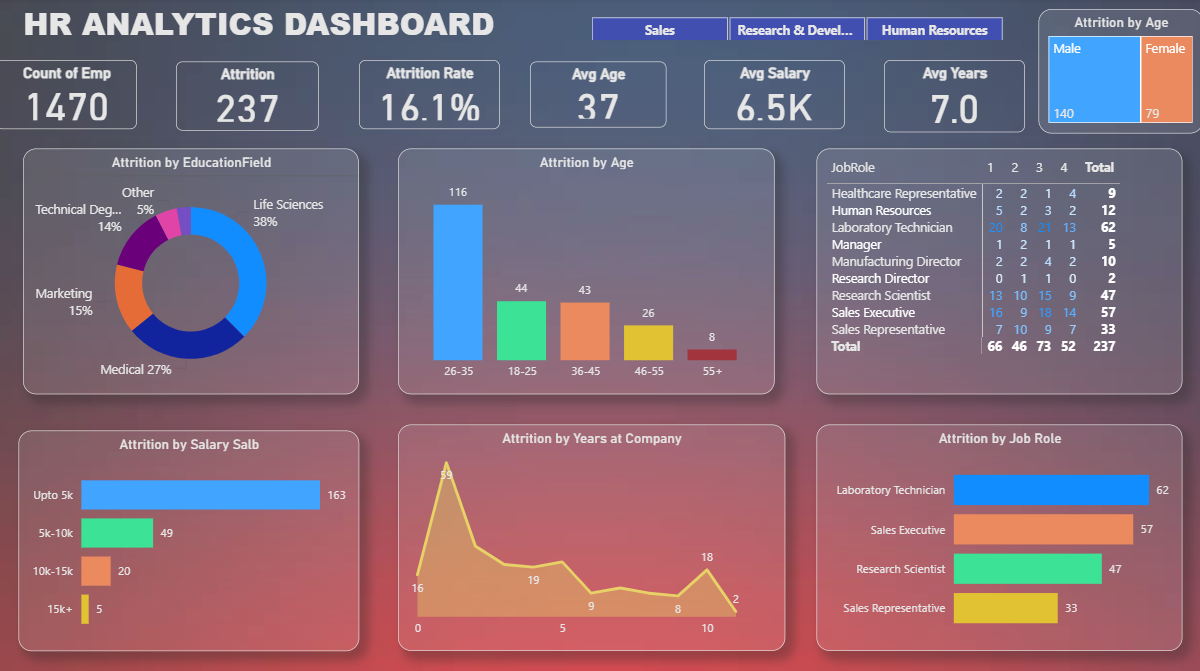 HR ANALYTICS DASHBOARD
Sales
Research & Devel...
Human Resources
Attrition by Age
Male
Female
140
79
Count of Emp
1470
Attrition
237
Attrition Rate
16.1%
Avg Age
37
Avg Salary
6.5K
Avg Years
7.0
Attrition by EducationField
Other
5%
Life Sciences
38%
Technical Deg...
14%
Marketing
15%
Medical 27%
Attrition by Age
116
44
43
26
8
26-35 18-25 36-45 46-55 55+
JobRole 1 2 3 4 Total
Healthcare Representative 2 2 1 4 9
Human Resources 5 2 3 2 12
Laboratory Technician 20 8 21 13 62
Manager 1 2 1 1 5
Manufacturing Director 2 2 4 2 10
Research Director 0 1 1 0 2
Research Scientist 13 10 15 9 47
Sales Executive 16 9 18 14 57
Sales Representative 7 10 9 7 33
Total 66 46 73 52 237
Attrition by Salary Salb
Upto 5k 163
5k-10k 49
10k-15k 20
15k+ 5
Attrition by Years at Company
59
16
19
9
8
18
2
0 5 10
Attrition by Job Role
Laboratory Technician 62
Sales Executive 57
Research Scientist 47
Sales Representative 33